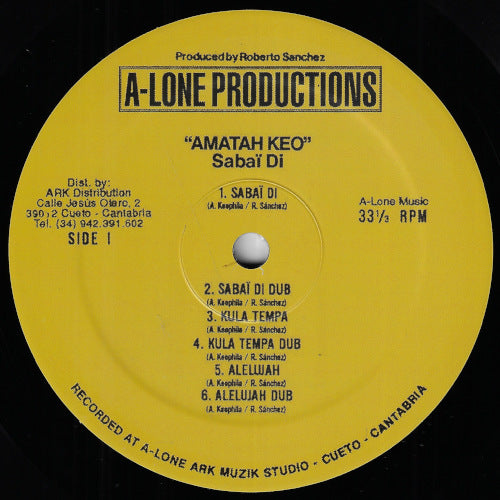 Produced by Roberto Sanchez
A-LONE PRODUCTIONS
"AMATAH KEO"
Sabaï Di
Dist. by:
ARK Distribution
Calle Jesús Otero, 2
39012 Cueto - Cantabria
Tel. (34) 942.391.602
SIDE I
A-Lone Music
33⅓ RPM
1. SABAÏ DI
(A. Keophila / R. Sánchez)
2. SABAÏ DI DUB
(A. Keophila / R. Sánchez)
3. KULA TEMPA
(A. Keophila / R. Sánchez)
4. KULA TEMPA DUB
(A. Keophila / R. Sánchez)
5. ALELUJAH
(A. Keophila / R. Sánchez)
6. ALELUJAH DUB
(A. Keophila / R. Sánchez)
RECORDED AT A-LONE ARK MUZIK STUDIO - CUETO - CANTABRIA